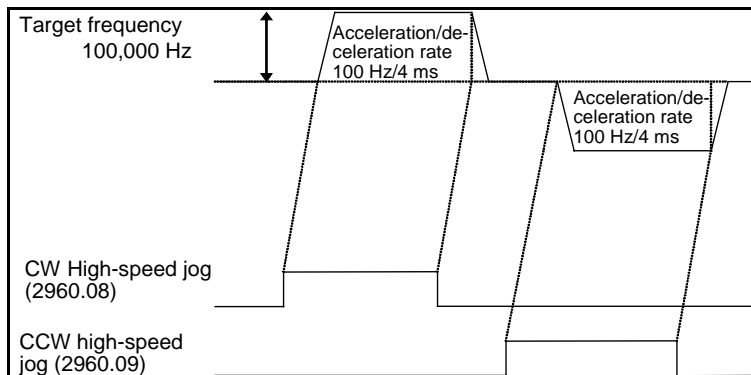 Target frequency
100,000 Hz
Acceleration/de-
celeration rate
100 Hz/4 ms
Acceleration/de-
celeration rate
100 Hz/4 ms
CW High-speed jog
(2960.08)
CCW high-speed
jog (2960.09)